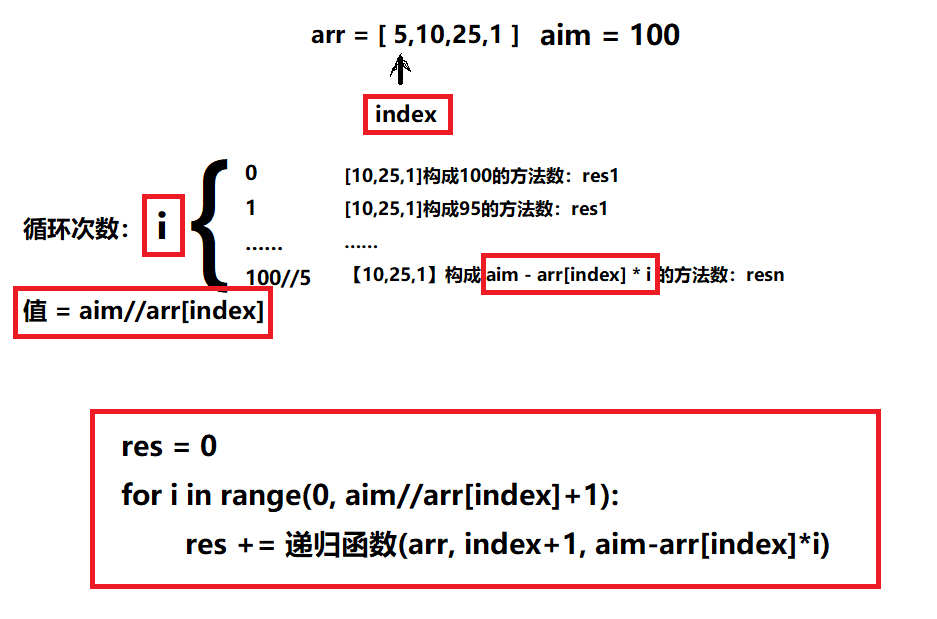 arr = [ 5,10,25,1 ] aim = 100
index
循环次数: i
0 [10,25,1]构成100的方法数: res1
1 [10,25,1]构成95的方法数: res1
...... ......
100//5 【10,25,1】构成 aim - arr[index] * i 的方法数: resn
值 = aim//arr[index]
res = 0
for i in range(0, aim//arr[index]+1):
res += 递归函数(arr, index+1, aim-arr[index]*i)